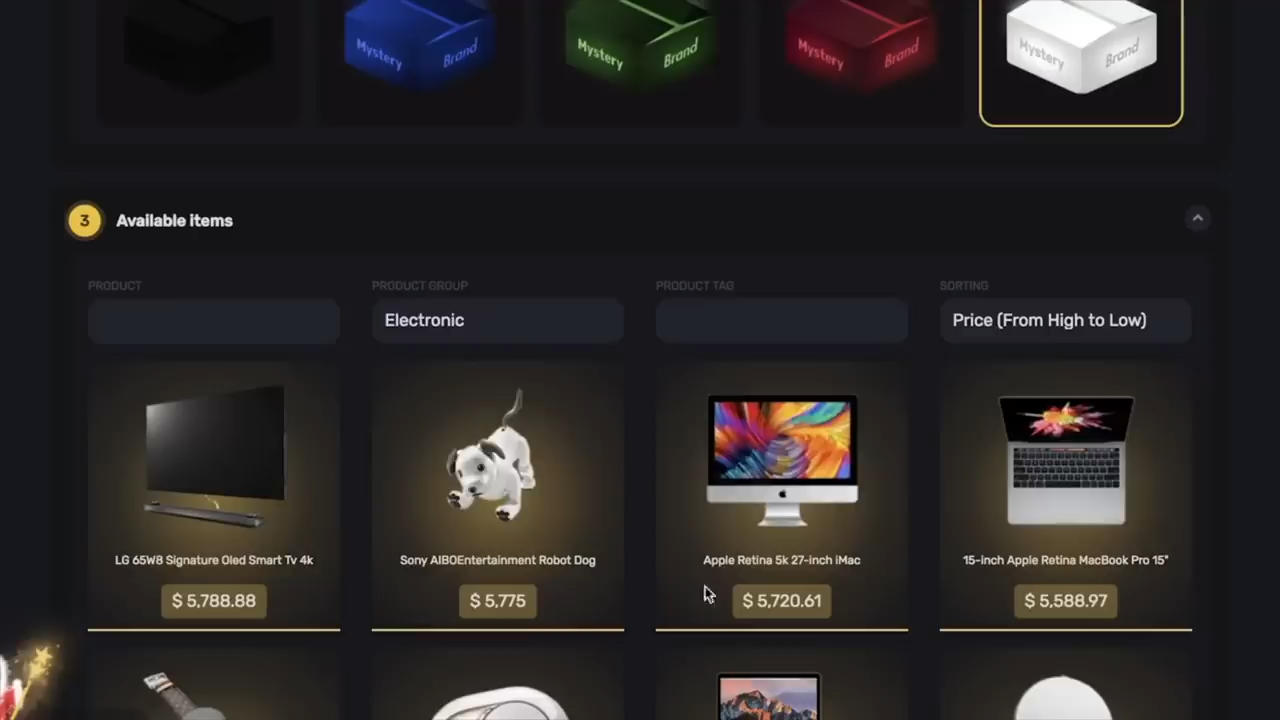 Mystery Brand
Mystery Brand
Mystery Brand
Mystery Brand
3 Available items
PRODUCT PRODUCT GROUP PRODUCT TAG SORTING
Electronic Price (From High to Low)
LG 65W8 Signature Oled Smart Tv 4k
$ 5,788.88
Sony AIBOEntertainment Robot Dog
$ 5,775
Apple Retina 5k 27-inch iMac
$ 5,720.61
15-inch Apple Retina MacBook Pro 15"
$ 5,588.97